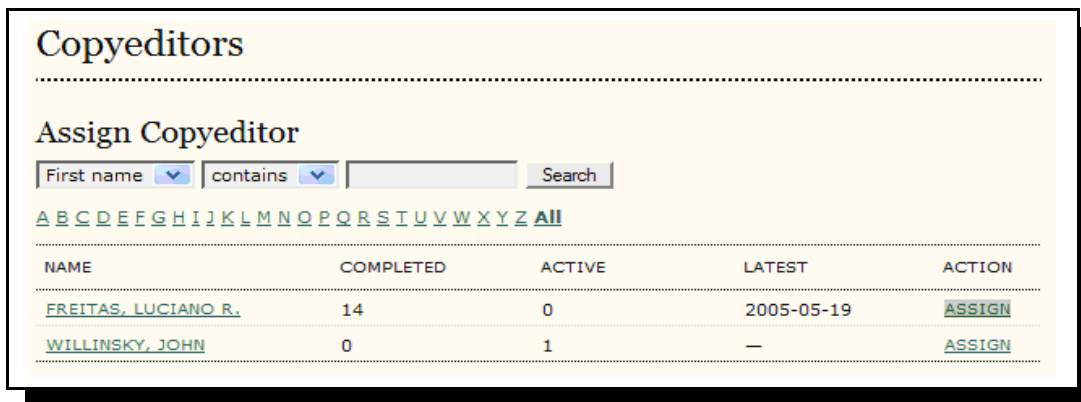 Copyeditors
Assign Copyeditor
First name contains Search
A B C D E F G H I J K L M N O P Q R S T U V W X Y Z All
NAME COMPLETED ACTIVE LATEST ACTION
FREITAS, LUCIANO R. 14 0 2005-05-19 ASSIGN
WILLINSKY, JOHN 0 1 — ASSIGN